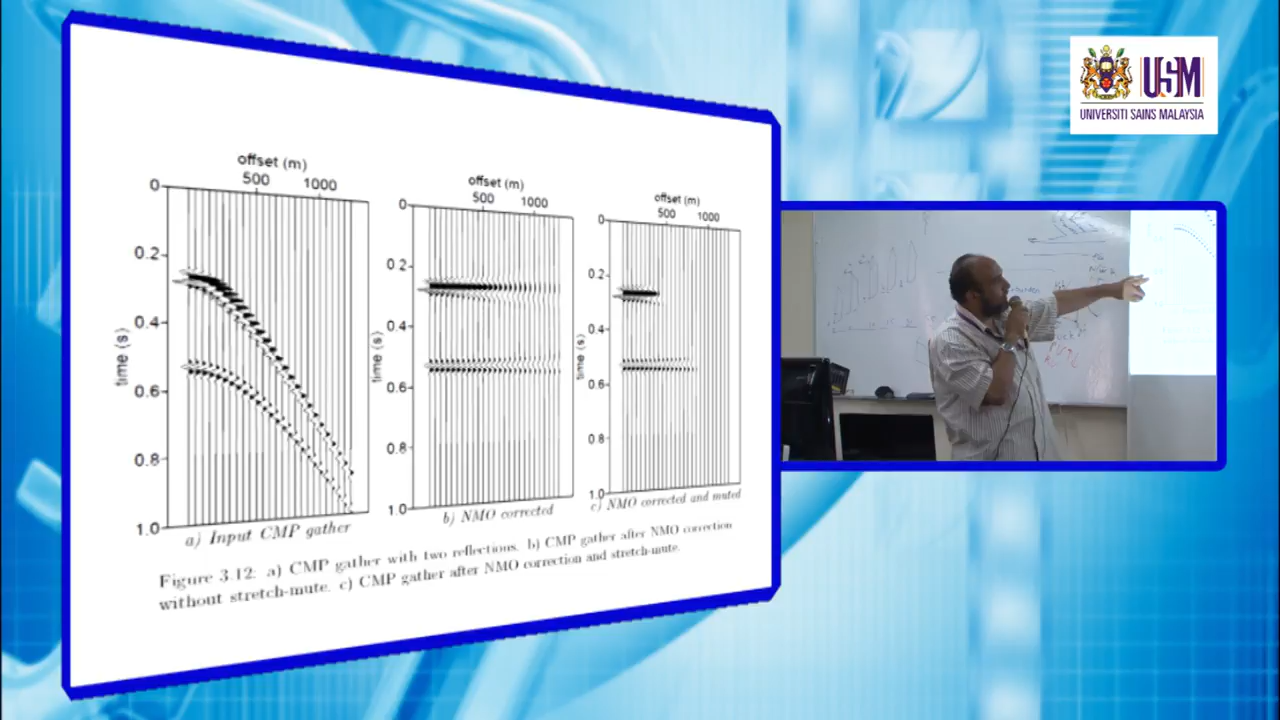 USM
UNIVERSITI SAINS MALAYSIA
offset (m)
500 1000
0
0.2
0.4
0.6
0.8
1.0
time (s)
a) Input CMP gather
offset (m)
500 1000
0
0.2
0.4
0.6
0.8
1.0
time (s)
b) NMO corrected
offset (m)
500 1000
0
0.2
0.4
0.6
0.8
1.0
time (s)
c) NMO corrected and muted
Figure 3.12: a) CMP gather with two reflections. b) CMP gather after NMO correction
without stretch-mute. c) CMP gather after NMO correction and stretch-mute.